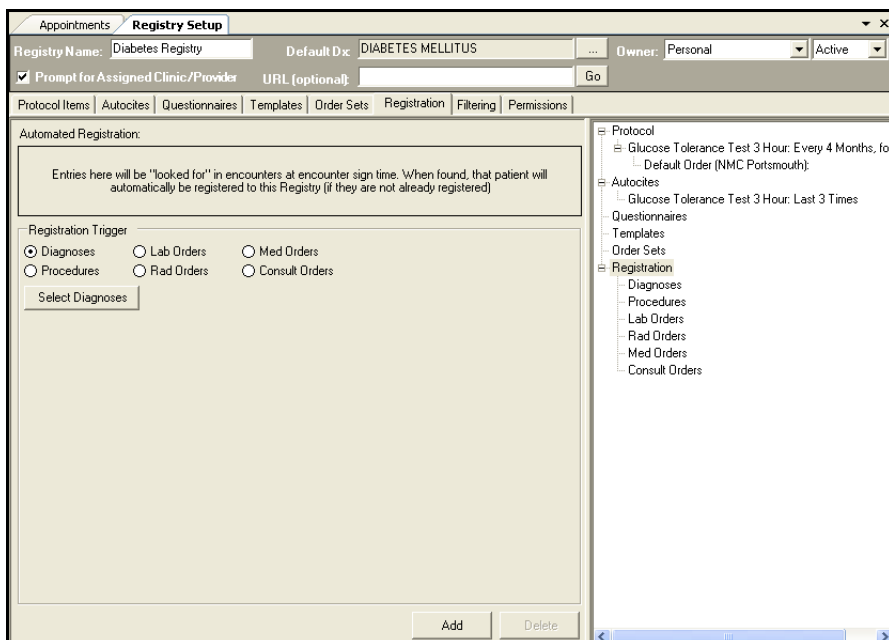 Appointments Registry Setup
Registry Name: Diabetes Registry Default Dx: DIABETES MELLITUS ... Owner: Personal Active
Prompt for Assigned Clinic/Provider URL (optional): Go
Protocol Items Autocites Questionnaires Templates Order Sets Registration Filtering Permissions
Automated Registration:
Entries here will be "looked for" in encounters at encounter sign time. When found, that patient will
automatically be registered to this Registry (if they are not already registered)
Registration Trigger
Diagnoses Lab Orders Med Orders
Procedures Rad Orders Consult Orders
Select Diagnoses
Add Delete
Protocol
Glucose Tolerance Test 3 Hour: Every 4 Months, fo
Default Order (NMC Portsmouth):
Autocites
Glucose Tolerance Test 3 Hour: Last 3 Times
Questionnaires
Templates
Order Sets
Registration
Diagnoses
Procedures
Lab Orders
Rad Orders
Med Orders
Consult Orders